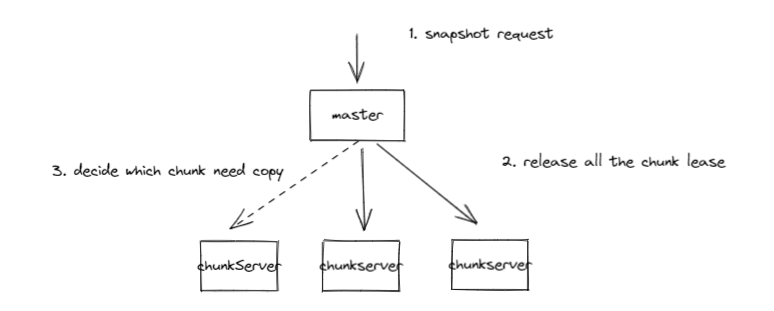 1. snapshot request
master
3. decide which chunk need copy
2. release all the chunk lease
chunkServer
chunkserver
chunkserver